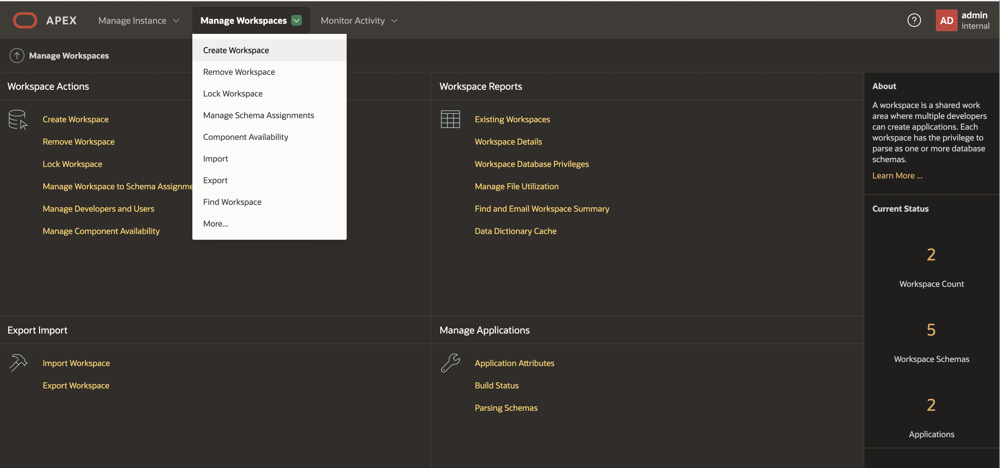 APEX
Manage Instance
Manage Workspaces
Monitor Activity
?
AD
admin
internal
Create Workspace
Remove Workspace
Lock Workspace
Manage Schema Assignments
Component Availability
Import
Export
Find Workspace
More...
Manage Workspaces
Workspace Actions
Create Workspace
Remove Workspace
Lock Workspace
Manage Workspace to Schema Assignme
Manage Developers and Users
Manage Component Availability
Workspace Reports
Existing Workspaces
Workspace Details
Workspace Database Privileges
Manage File Utilization
Find and Email Workspace Summary
Data Dictionary Cache
Export Import
Import Workspace
Export Workspace
Manage Applications
Application Attributes
Build Status
Parsing Schemas
About
A workspace is a shared work
area where multiple developers
can create applications. Each
workspace has the privilege to
parse as one or more database
schemas.
Learn More ...
Current Status
2
Workspace Count
5
Workspace Schemas
2
Applications